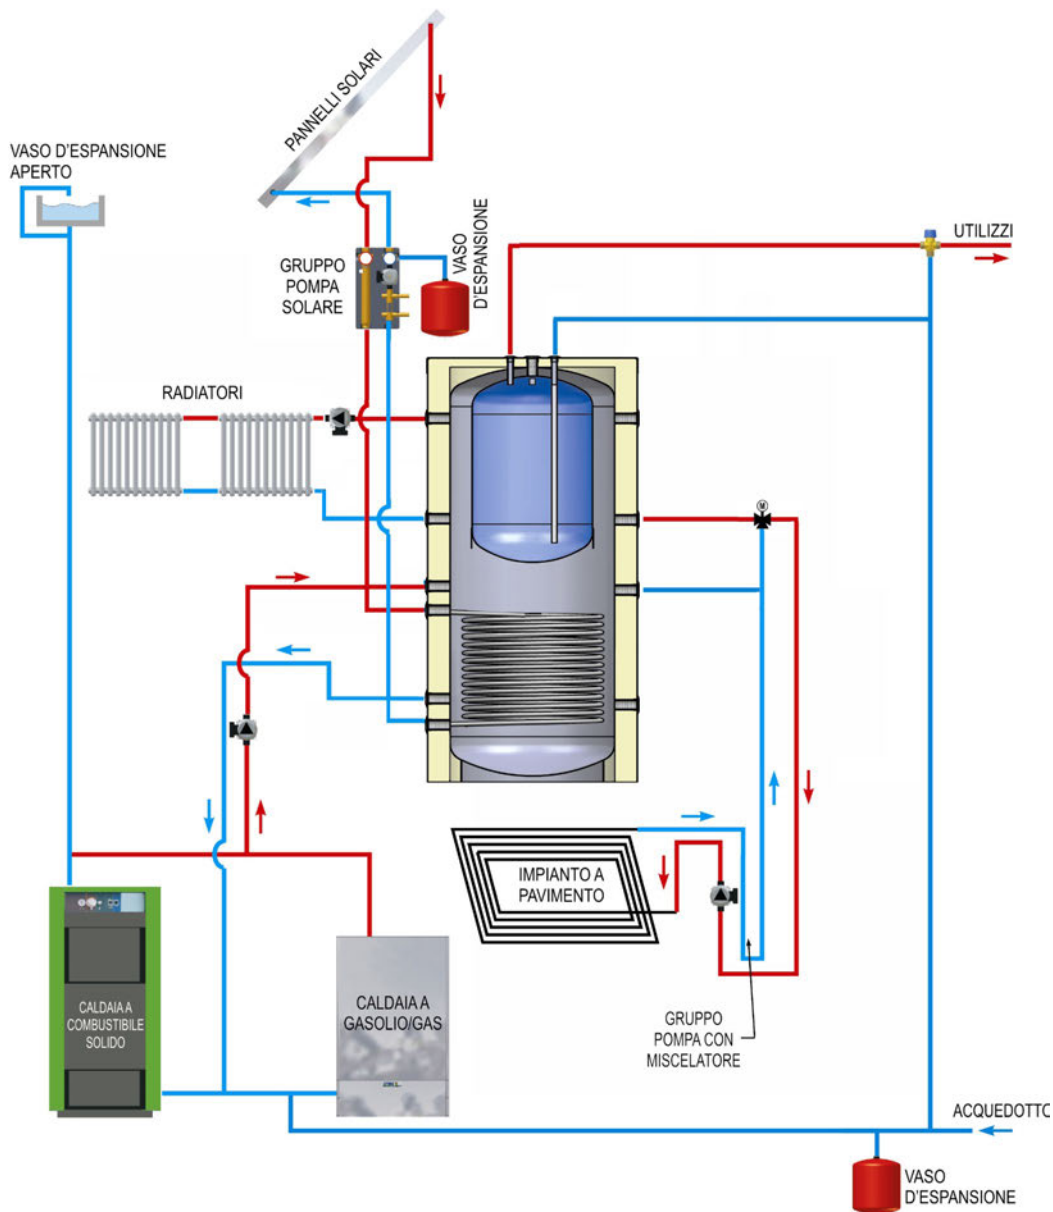 PANNELLI SOLARI
VASO D'ESPANSIONE
APERTO
UTILIZZI
VASO
D'ESPANSIONE
GRUPPO
POMPA
SOLARE
RADIATORI
M
IMPIANTO A
PAVIMENTO
CALDAIA A
COMBUSTIBILE
SOLIDO
CALDAIA A
GASOLIO/GAS
GRUPPO
POMPA CON
MISCELATORE
ACQUEDOTTO
VASO
D'ESPANSIONE